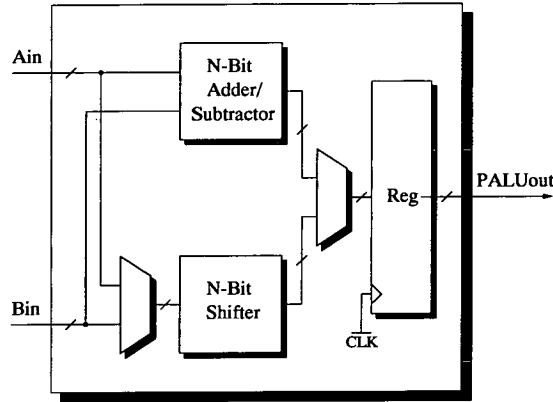 Ain
N-Bit
Adder/
Subtractor
PALUout
Reg
Bin
N-Bit
Shifter
CLK